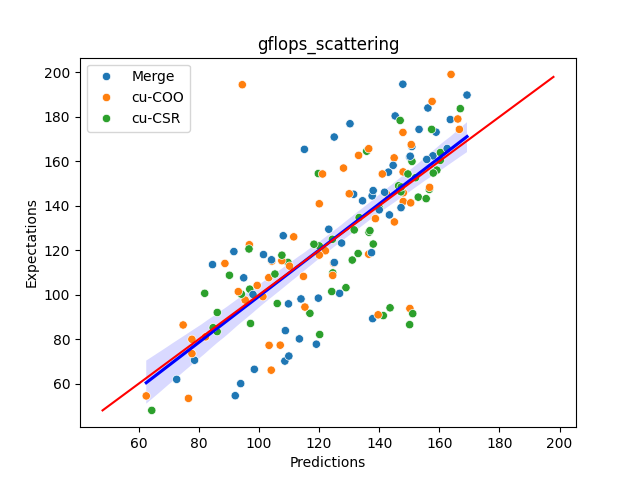 gflops_scattering
Merge
cu-COO
cu-CSR
Expectations
200
180
160
140
120
100
80
60
60 80 100 120 140 160 180 200
Predictions